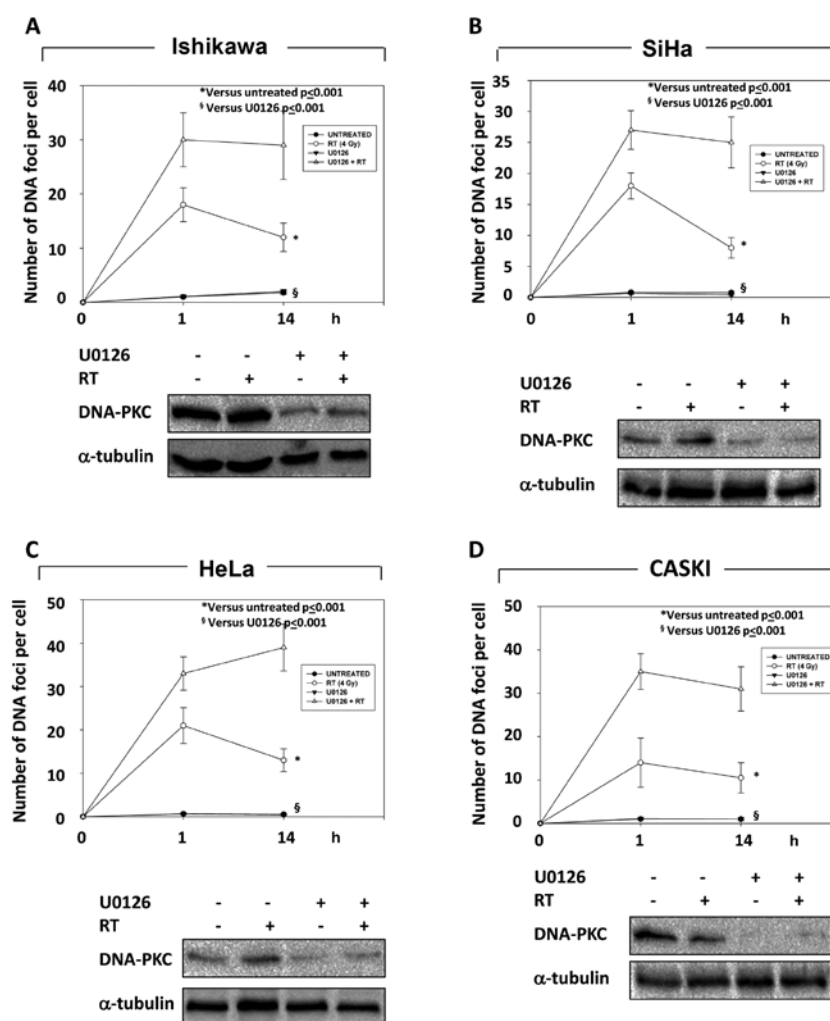 A
Ishikawa
Number of DNA foci per cell
40
30
20
10
0
*Versus untreated p≤0.001
§ Versus U0126 p≤0.001
UNTREATED
RT (4 Gy)
U0126
U0126 + RT
*
§
0 1 14 h
U0126 - - + +
RT - + - +
DNA-PKC
α-tubulin
B
SiHa
Number of DNA foci per cell
35
30
25
20
15
10
5
0
*Versus untreated p≤0.001
§ Versus U0126 p≤0.001
UNTREATED
RT (4 Gy)
U0126
U0126 + RT
*
§
0 1 14 h
U0126 - - + +
RT - + - +
DNA-PKC
α-tubulin
C
HeLa
Number of DNA foci per cell
50
40
30
20
10
0
*Versus untreated p≤0.001
§ Versus U0126 p≤0.001
UNTREATED
RT (4 Gy)
U0126
U0126 + RT
*
§
0 1 14 h
U0126 - - + +
RT - + - +
DNA-PKC
α-tubulin
D
CASKI
Number of DNA foci per cell
50
40
30
20
10
0
*Versus untreated p≤0.001
§ Versus U0126 p≤0.001
UNTREATED
RT (4 Gy)
U0126
U0126 + RT
*
§
0 1 14 h
U0126 - - + +
RT - + - +
DNA-PKC
α-tubulin